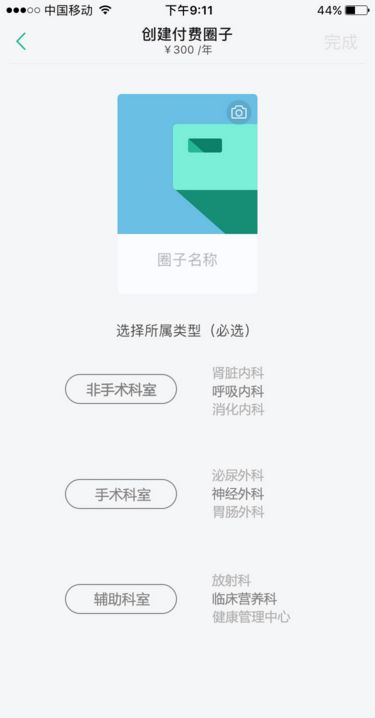 中国移动 下午9:11 44%
创建付费圈子
¥300 /年
完成
圈子名称
选择所属类型（必选）
肾脏内科
非手术科室 呼吸内科
消化内科
泌尿外科
手术科室 神经外科
胃肠外科
放射科
辅助科室 临床营养科
健康管理中心